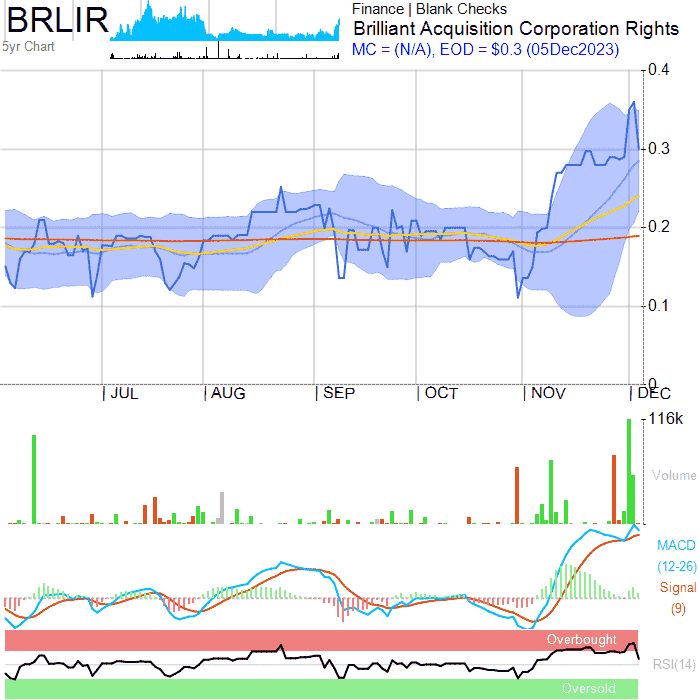 BRLIR
5yr Chart
Finance | Blank Checks
Brilliant Acquisition Corporation Rights
MC = (N/A), EOD = $0.3 (05Dec2023)
0.4
0.3
0.2
0.1
0
JUL AUG SEP OCT NOV DEC
116k
Volume
MACD
(12-26)
Signal
(9)
Overbought
RSI(14)
Oversold